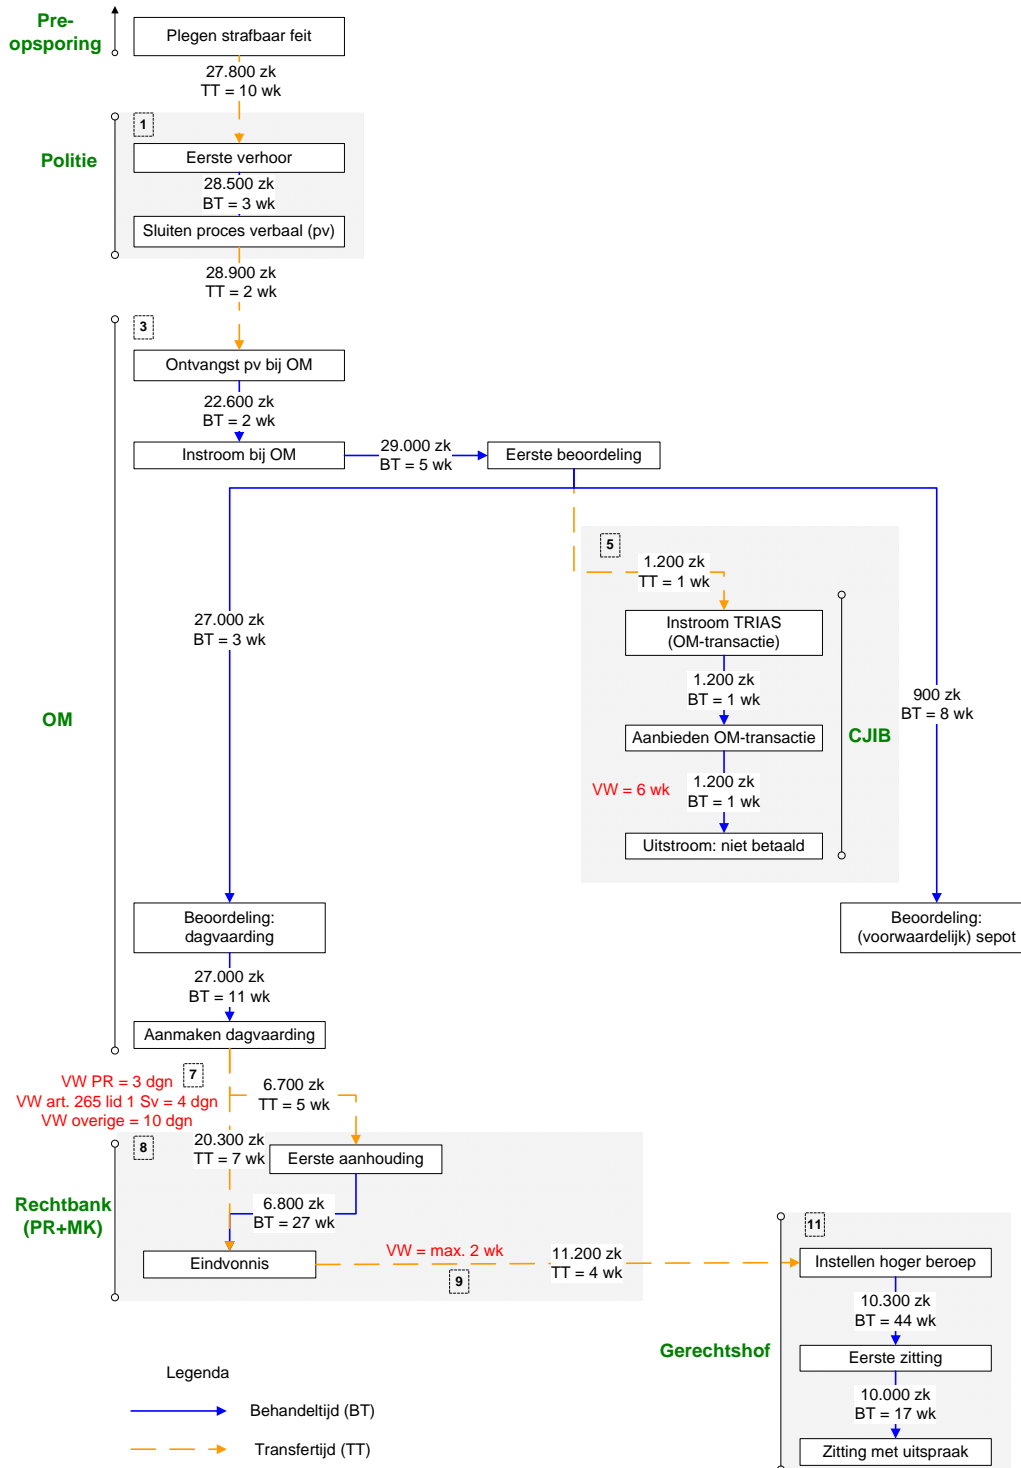 Pre-
opsporing
Plegen strafbaar feit
27.800 zk
TT = 10 wk
1
Politie
Eerste verhoor
28.500 zk
BT = 3 wk
Sluiten proces verbaal (pv)
28.900 zk
TT = 2 wk
3
Ontvangst pv bij OM
22.600 zk
BT = 2 wk
Instroom bij OM
29.000 zk
BT = 5 wk
Eerste beoordeling
5
1.200 zk
TT = 1 wk
27.000 zk
BT = 3 wk
Instroom TRIAS
(OM-transactie)
1.200 zk
BT = 1 wk
900 zk
BT = 8 wk
OM
Aanbieden OM-transactie
CJIB
VW = 6 wk
1.200 zk
BT = 1 wk
Uitstroom: niet betaald
Beoordeling:
dagvaarding
Beoordeling:
(voorwaardelijk) sepot
27.000 zk
BT = 11 wk
Aanmaken dagvaarding
7
VW PR = 3 dgn
VW art. 265 lid 1 Sv = 4 dgn
VW overige = 10 dgn
6.700 zk
TT = 5 wk
8
20.300 zk
TT = 7 wk
Eerste aanhouding
Rechtbank
(PR+MK)
6.800 zk
BT = 27 wk
Eindvonnis
VW = max. 2 wk
9
11.200 zk
TT = 4 wk
11
Instellen hoger beroep
10.300 zk
BT = 44 wk
Gerechtshof
Eerste zitting
10.000 zk
BT = 17 wk
Zitting met uitspraak
Legenda
Behandeltijd (BT)
Transfertijd (TT)